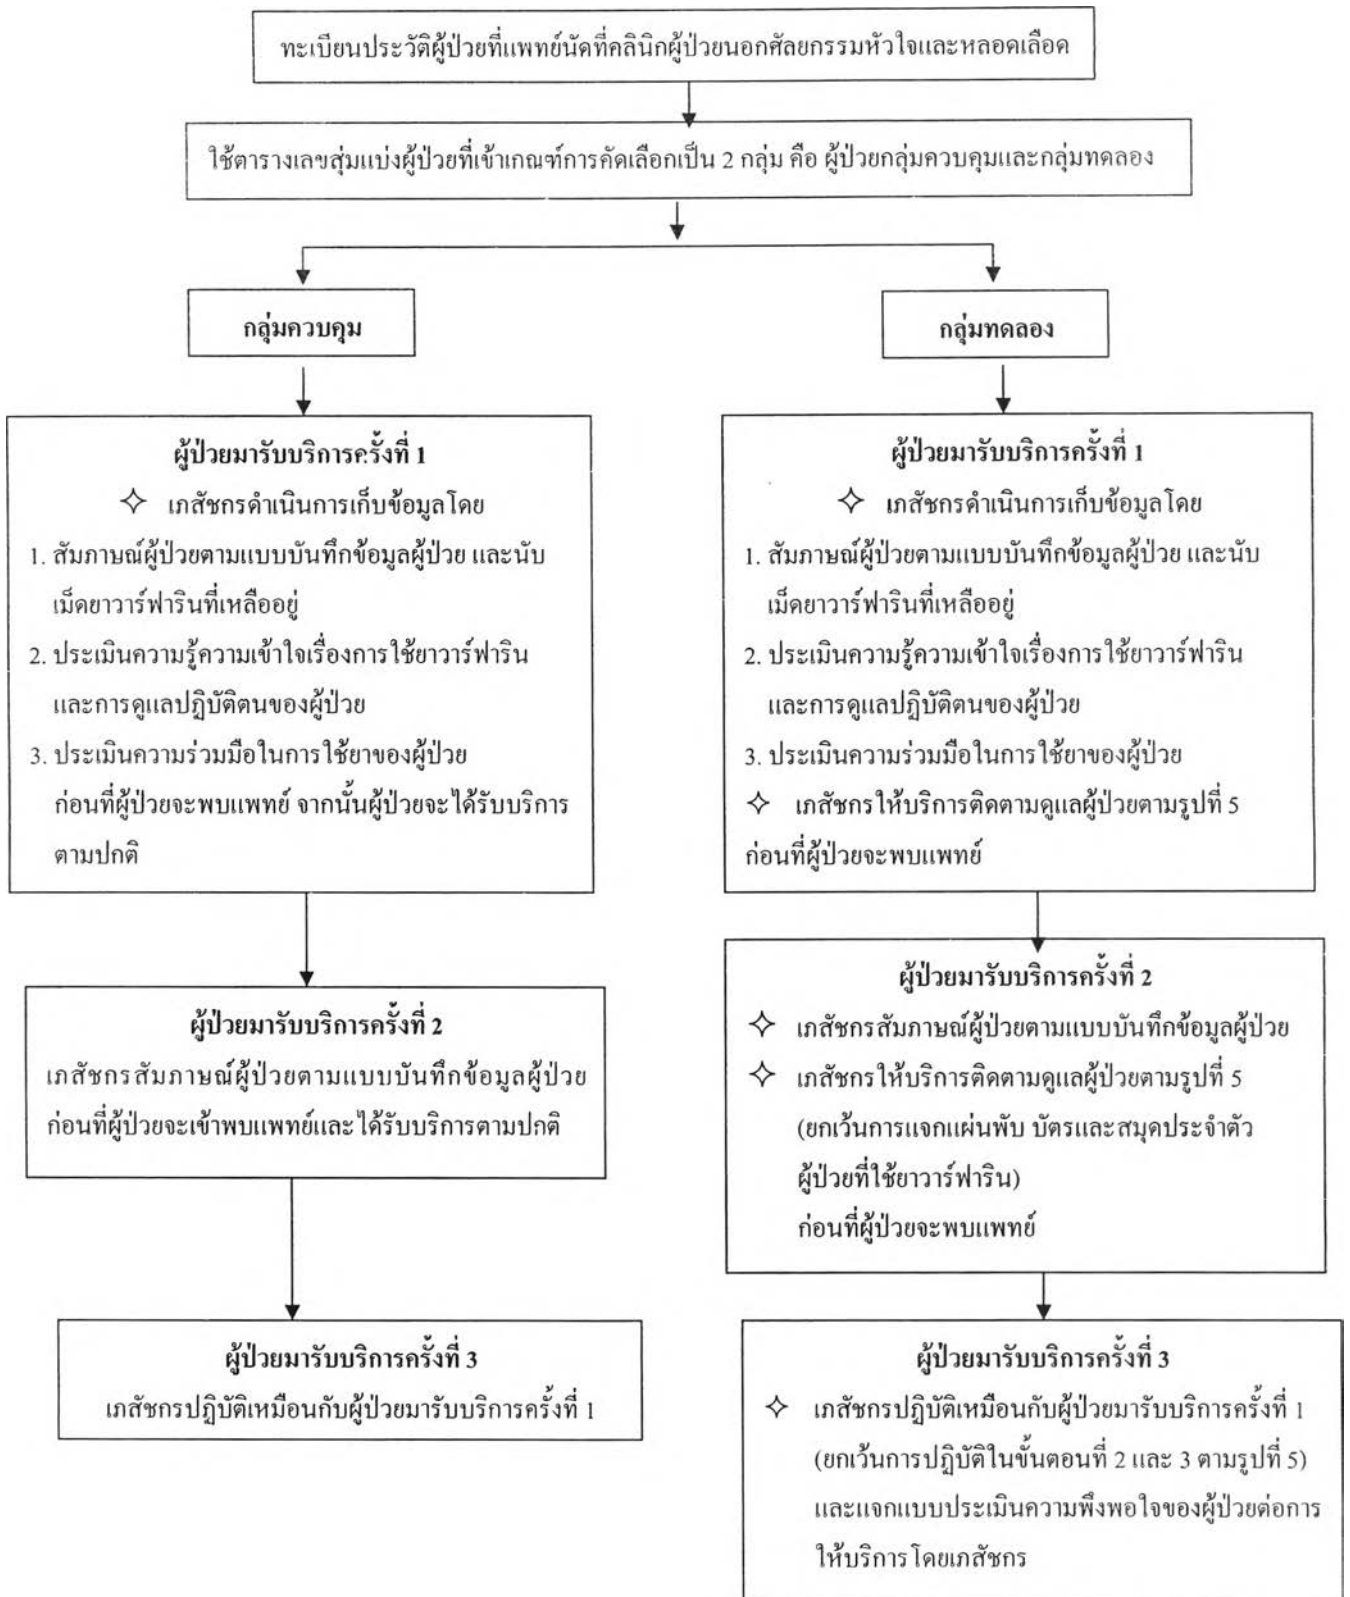 ทะเบียนประวัติผู้ป่วยที่แพทย์นัดที่คลินิกผู้ป่วยนอกศัลยกรรมหัวใจและหลอดเลือด
ใช้ตารางเลขสุ่มแบ่งผู้ป่วยที่เข้าเกณฑ์การคัดเลือกเป็น 2 กลุ่ม คือ ผู้ป่วยกลุ่มควบคุมและกลุ่มทดลอง
กลุ่มควบคุม
ผู้ป่วยมารับบริการครั้งที่ 1
✧ เภสัชกรดำเนินการเก็บข้อมูลโดย
1. สัมภาษณ์ผู้ป่วยตามแบบบันทึกข้อมูลผู้ป่วย และนับ
เม็ดยาวาร์ฟารินที่เหลืออยู่
2. ประเมินความรู้ความเข้าใจเรื่องการใช้ยาวาร์ฟาริน
และการดูแลปฏิบัติตนของผู้ป่วย
3. ประเมินความร่วมมือในการใช้ยาของผู้ป่วย
ก่อนที่ผู้ป่วยจะพบแพทย์ จากนั้นผู้ป่วยจะได้รับบริการ
ตามปกติ
ผู้ป่วยมารับบริการครั้งที่ 2
เภสัชกรสัมภาษณ์ผู้ป่วยตามแบบบันทึกข้อมูลผู้ป่วย
ก่อนที่ผู้ป่วยจะเข้าพบแพทย์และได้รับบริการตามปกติ
ผู้ป่วยมารับบริการครั้งที่ 3
เภสัชกรปฏิบัติเหมือนกับผู้ป่วยมารับบริการครั้งที่ 1
กลุ่มทดลอง
ผู้ป่วยมารับบริการครั้งที่ 1
✧ เภสัชกรดำเนินการเก็บข้อมูลโดย
1. สัมภาษณ์ผู้ป่วยตามแบบบันทึกข้อมูลผู้ป่วย และนับ
เม็ดยาวาร์ฟารินที่เหลืออยู่
2. ประเมินความรู้ความเข้าใจเรื่องการใช้ยาวาร์ฟาริน
และการดูแลปฏิบัติตนของผู้ป่วย
3. ประเมินความร่วมมือในการใช้ยาของผู้ป่วย
✧ เภสัชกรให้บริการติดตามดูแลผู้ป่วยตามรูปที่ 5
ก่อนที่ผู้ป่วยจะพบแพทย์
ผู้ป่วยมารับบริการครั้งที่ 2
✧ เภสัชกรสัมภาษณ์ผู้ป่วยตามแบบบันทึกข้อมูลผู้ป่วย
✧ เภสัชกรให้บริการติดตามดูแลผู้ป่วยตามรูปที่ 5
(ยกเว้นการแจกแผ่นพับ บัตรและสมุดประจำตัว
ผู้ป่วยที่ใช้ยาวาร์ฟาริน)
ก่อนที่ผู้ป่วยจะพบแพทย์
ผู้ป่วยมารับบริการครั้งที่ 3
✧ เภสัชกรปฏิบัติเหมือนกับผู้ป่วยมารับบริการครั้งที่ 1
(ยกเว้นการปฏิบัติในขั้นตอนที่ 2 และ 3 ตามรูปที่ 5)
และแจกแบบประเมินความพึงพอใจของผู้ป่วยต่อการ
ให้บริการโดยเภสัชกร